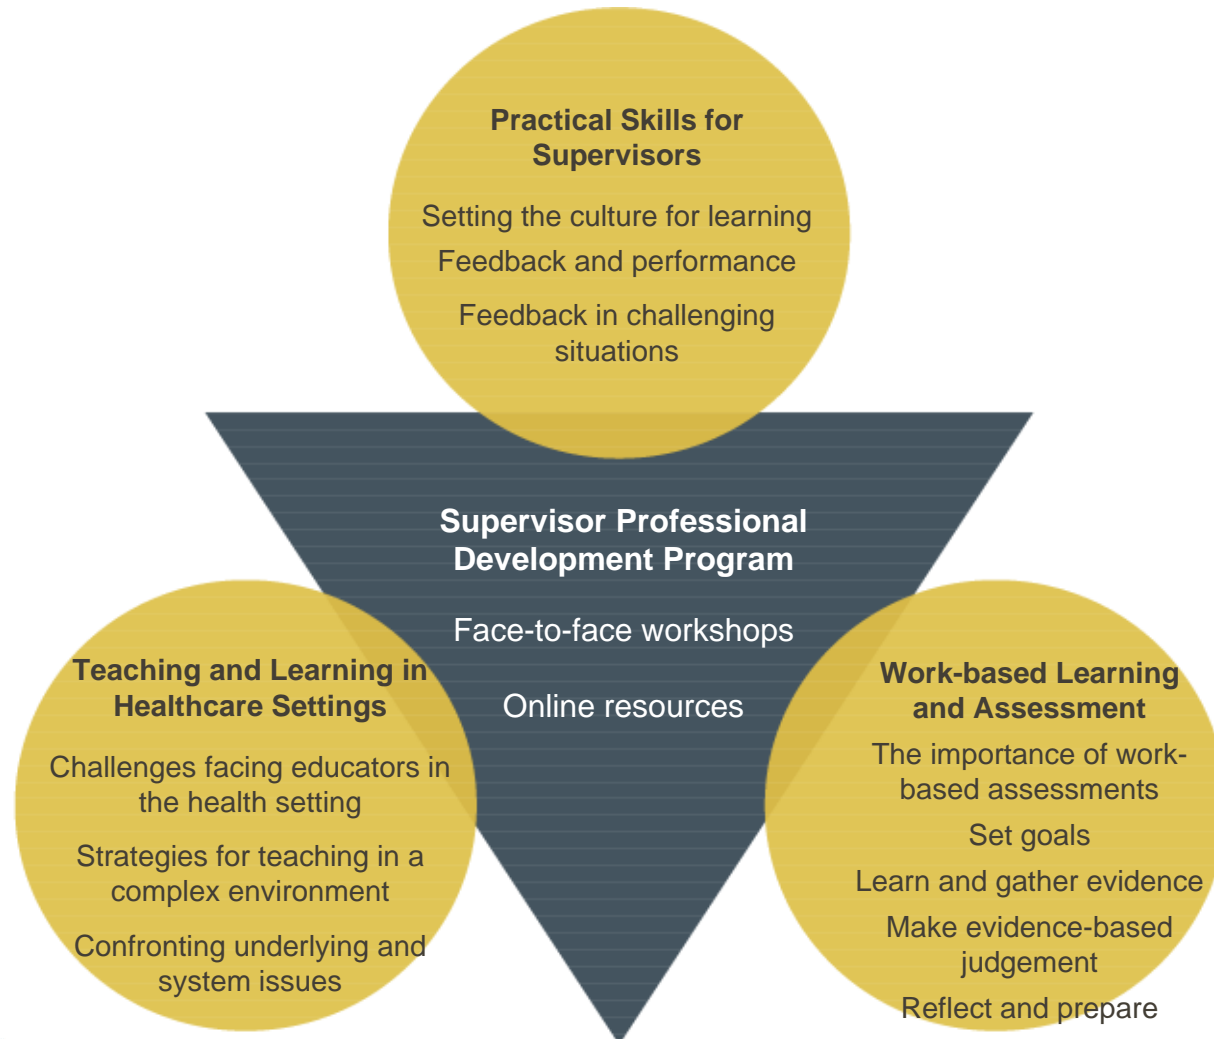 Practical Skills for
Supervisors
Setting the culture for learning
Feedback and performance
Feedback in challenging
situations
Supervisor Professional
Development Program
Face-to-face workshops
Online resources
Teaching and Learning in
Healthcare Settings
Challenges facing educators in
the health setting
Strategies for teaching in a
complex environment
Confronting underlying and
system issues
Work-based Learning
and Assessment
The importance of work-
based assessments
Set goals
Learn and gather evidence
Make evidence-based
judgement
Reflect and prepare